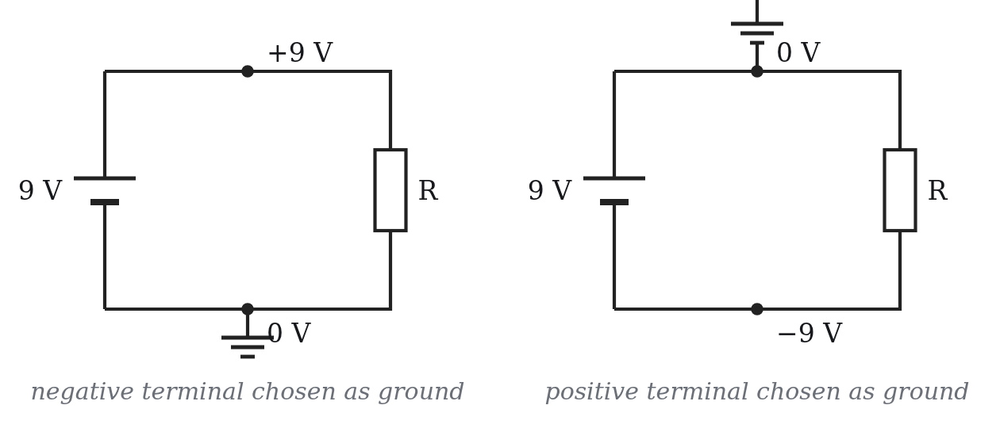 +9 V
9 V
R
0 V
negative terminal chosen as ground
0 V
9 V
R
−9 V
positive terminal chosen as ground